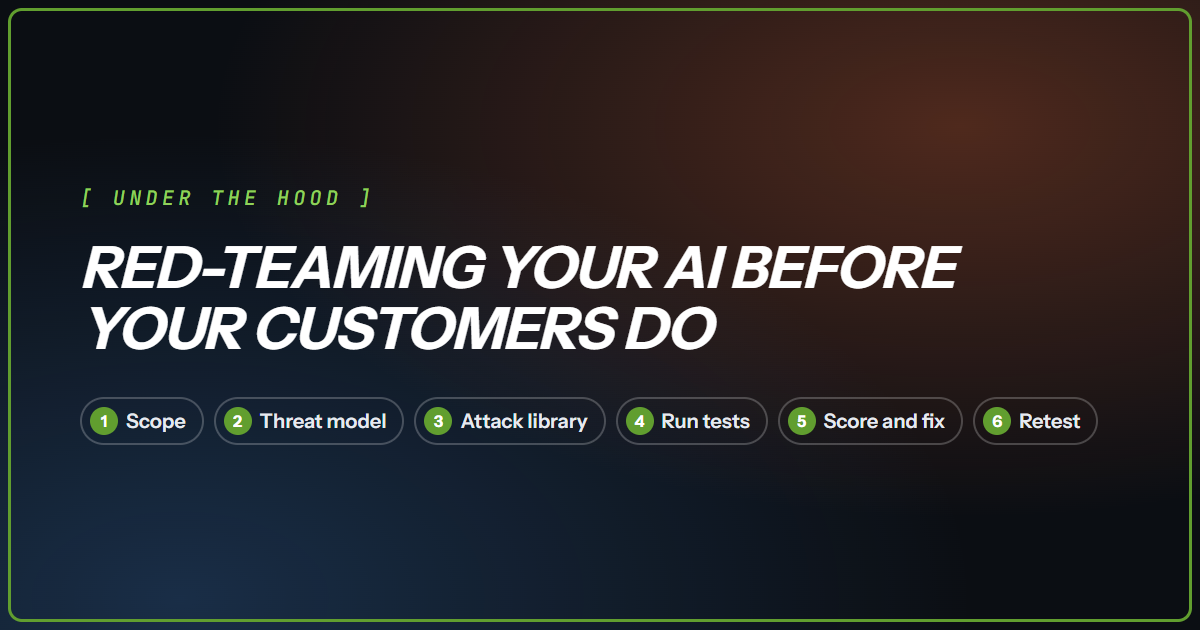 [ UNDER THE HOOD ]
RED-TEAMING YOUR AI BEFORE
YOUR CUSTOMERS DO
1 Scope 2 Threat model 3 Attack library 4 Run tests 5 Score and fix 6 Retest